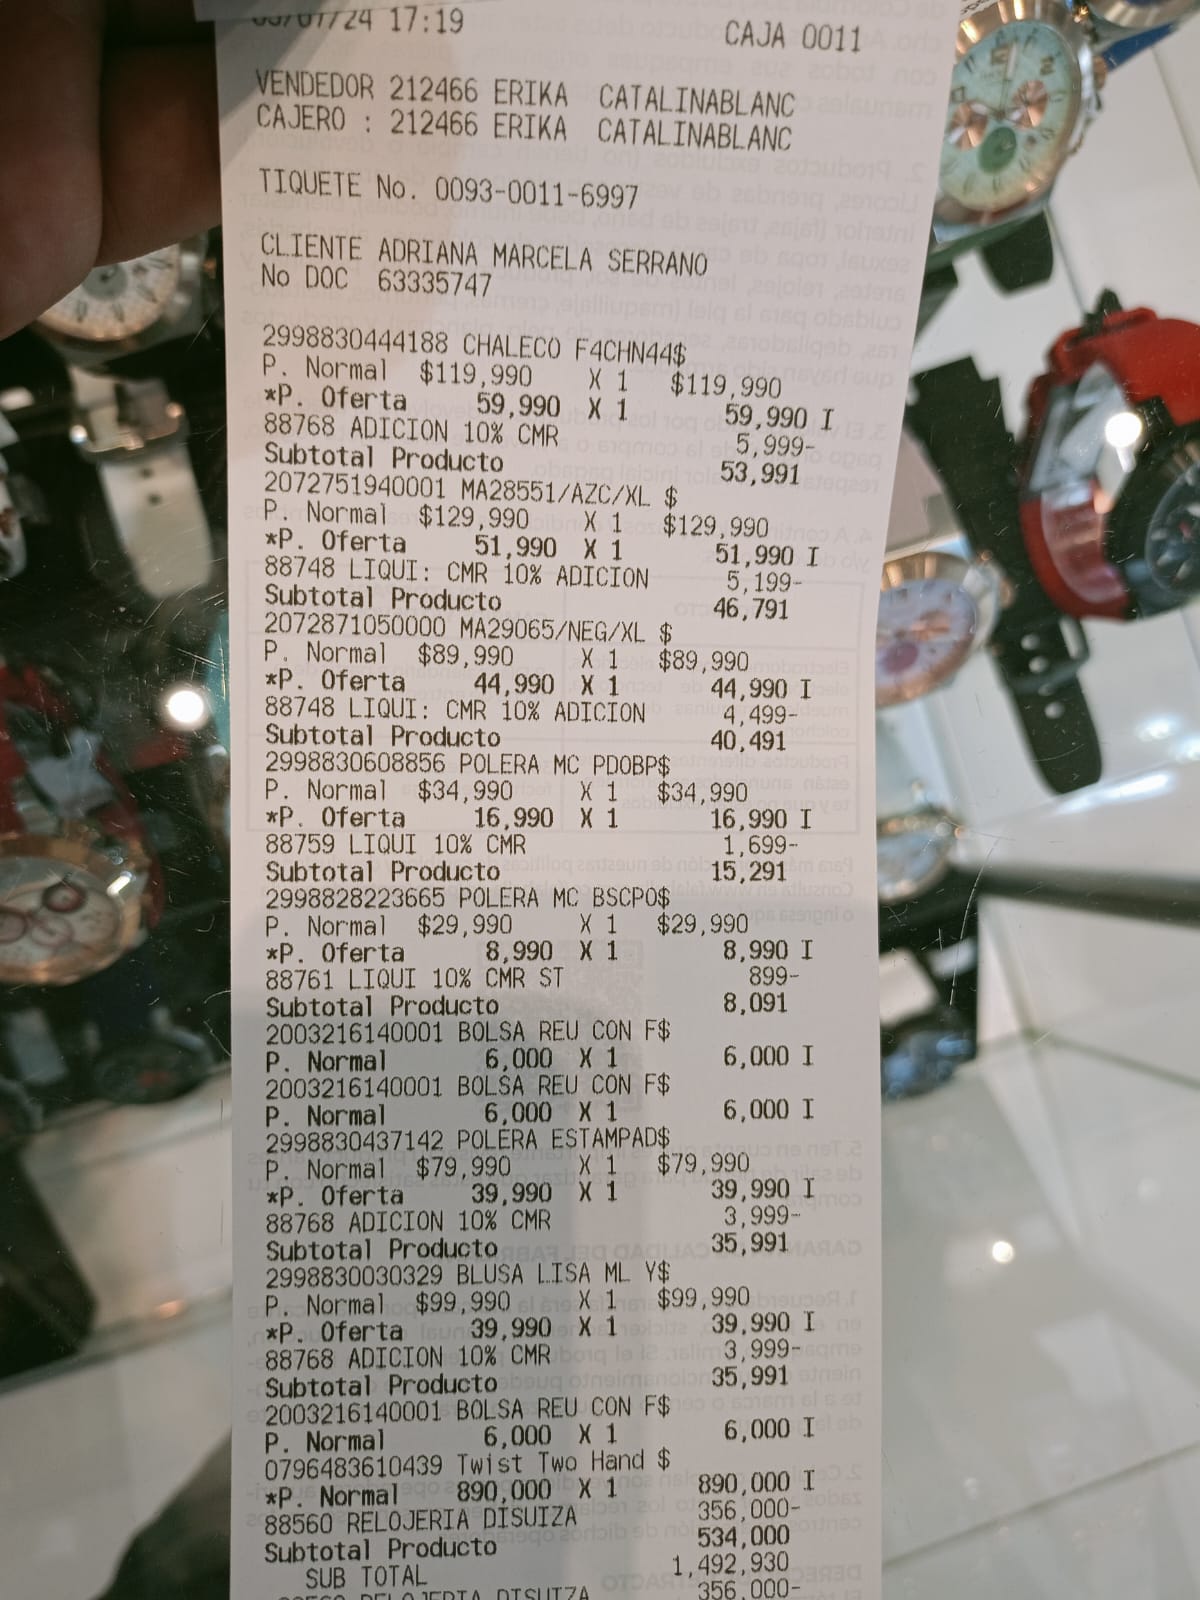 /24 17:19 CAJA 0011
VENDEDOR 212466 ERIKA CATALINABLANC
CAJERO : 212466 ERIKA CATALINABLANC
TIQUETE No. 0093-0011-6997
CLIENTE ADRIANA MARCELA SERRANO
No DOC 63335747
2998830444188 CHALECO F4CHN44$
P. Normal $119,990 X 1 $119,990
*P. Oferta 59,990 X 1 59,990 I
88768 ADICION 10% CMR 5,999-
Subtotal Producto 53,991
2072751940001 MA28551/AZC/XL $
P. Normal $129,990 X 1 $129,990
*P. Oferta 51,990 X 1 51,990 I
88748 LIQUI: CMR 10% ADICION 5,199-
Subtotal Producto 46,791
2072871050000 MA29065/NEG/XL $
P. Normal $89,990 X 1 $89,990
*P. Oferta 44,990 X 1 44,990 I
88748 LIQUI: CMR 10% ADICION 4,499-
Subtotal Producto 40,491
2998830608856 POLERA MC PDOBP$
P. Normal $34,990 X 1 $34,990
*P. Oferta 16,990 X 1 16,990 I
88759 LIQUI 10% CMR 1,699-
Subtotal Producto 15,291
2998828223665 POLERA MC BSCPO$
P. Normal $29,990 X 1 $29,990
*P. Oferta 8,990 X 1 8,990 I
88761 LIQUI 10% CMR ST 899-
Subtotal Producto 8,091
2003216140001 BOLSA REU CON F$
P. Normal 6,000 X 1 6,000 I
2003216140001 BOLSA REU CON F$
P. Normal 6,000 X 1 6,000 I
2998830437142 POLERA ESTAMPAD$
P. Normal $79,990 X 1 $79,990
*P. Oferta 39,990 X 1 39,990 I
88768 ADICION 10% CMR 3,999-
Subtotal Producto 35,991
2998830030329 BLUSA LISA ML Y$
P. Normal $99,990 X 1 $99,990
*P. Oferta 39,990 X 1 39,990 I
88768 ADICION 10% CMR 3,999-
Subtotal Producto 35,991
2003216140001 BOLSA REU CON F$
P. Normal 6,000 X 1 6,000 I
0796483610439 Twist Two Hand $
*P. Normal 890,000 X 1 890,000 I
88560 RELOJERIA DISUIZA 356,000-
Subtotal Producto 534,000
SUB TOTAL 1,492,930
RELOJERIA DISUIZA 356,000-